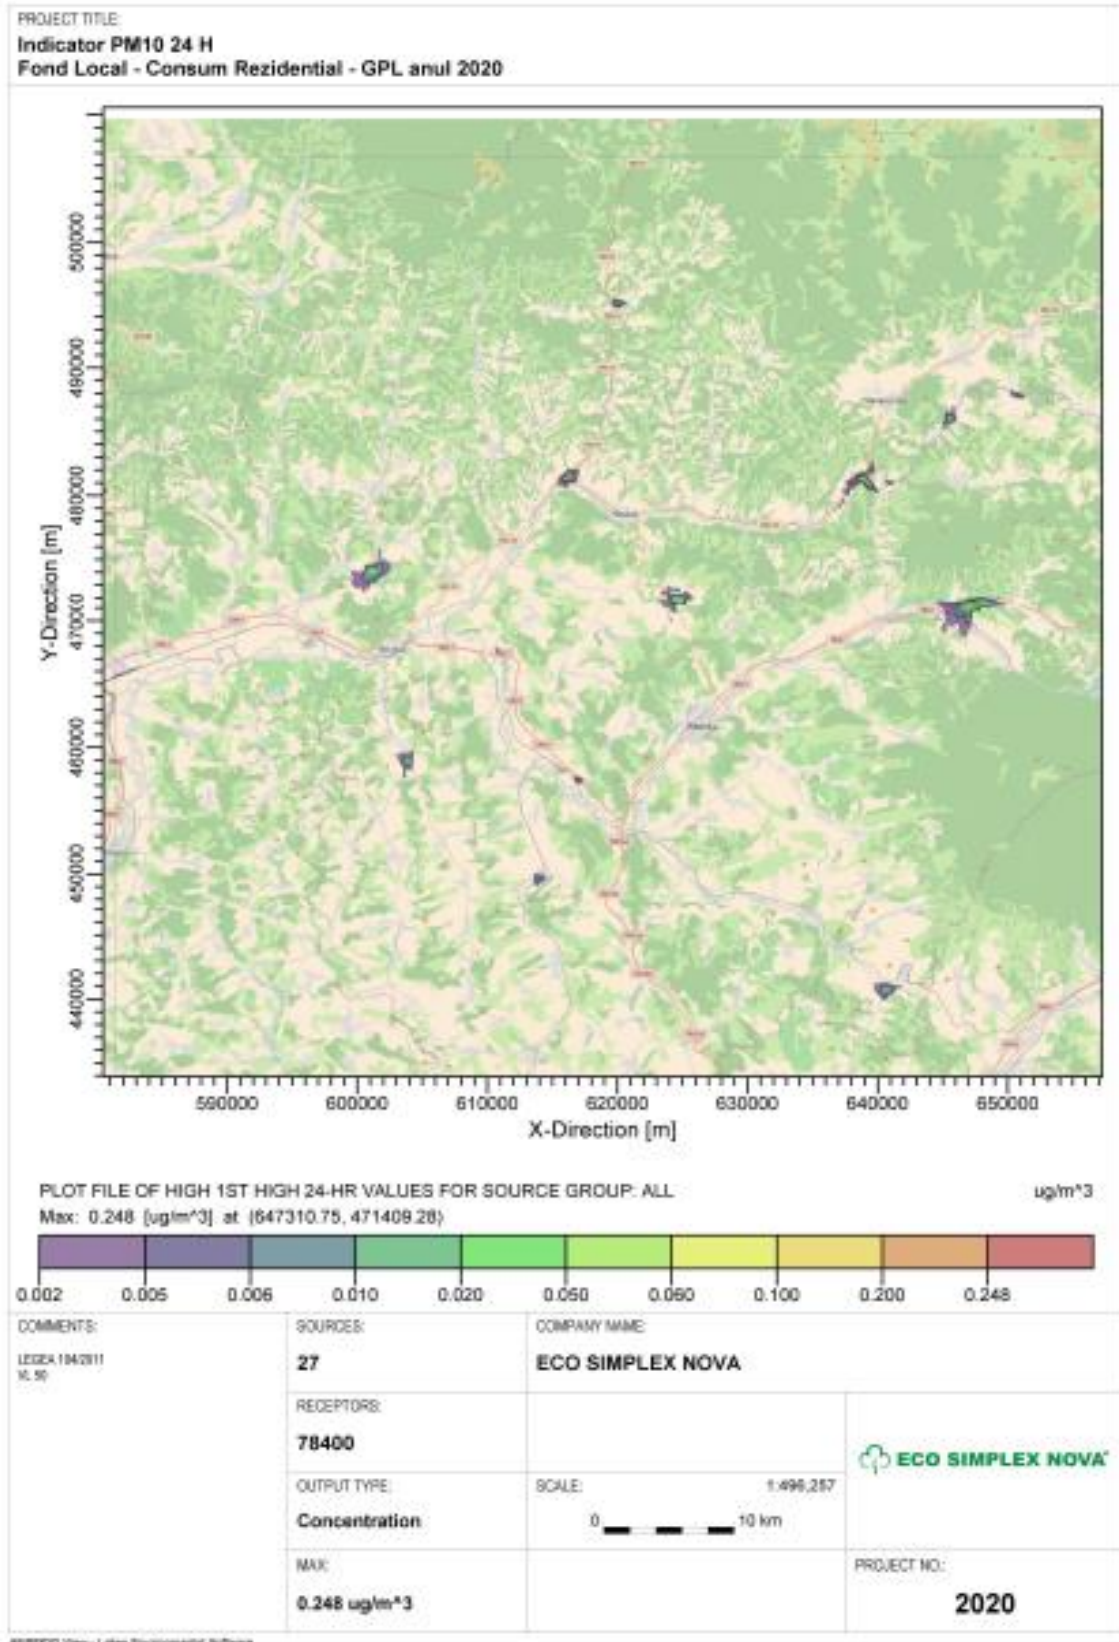 PROJECT TITLE:
Indicator PM10 24 H
Fond Local - Consum Rezidential - GPL anul 2020
Y-Direction [m]
500000
490000
480000
470000
460000
450000
440000
590000 600000 610000 620000 630000 640000 650000
X-Direction [m]
PLOT FILE OF HIGH 1ST HIGH 24-HR VALUES FOR SOURCE GROUP: ALL
ug/m^3
Max: 0.248 [ug/m^3] at (647310.75, 471409.28)
0.002 0.005 0.006 0.010 0.020 0.050 0.060 0.100 0.200 0.248
COMMENTS:
LEGEA 104/2011
VL 50
SOURCES:
27
COMPANY NAME:
ECO SIMPLEX NOVA
RECEPTORS:
78400
ECO SIMPLEX NOVA
OUTPUT TYPE:
Concentration
SCALE: 1:496,257
0 10 km
MAX:
0.248 ug/m^3
PROJECT NO.:
2020